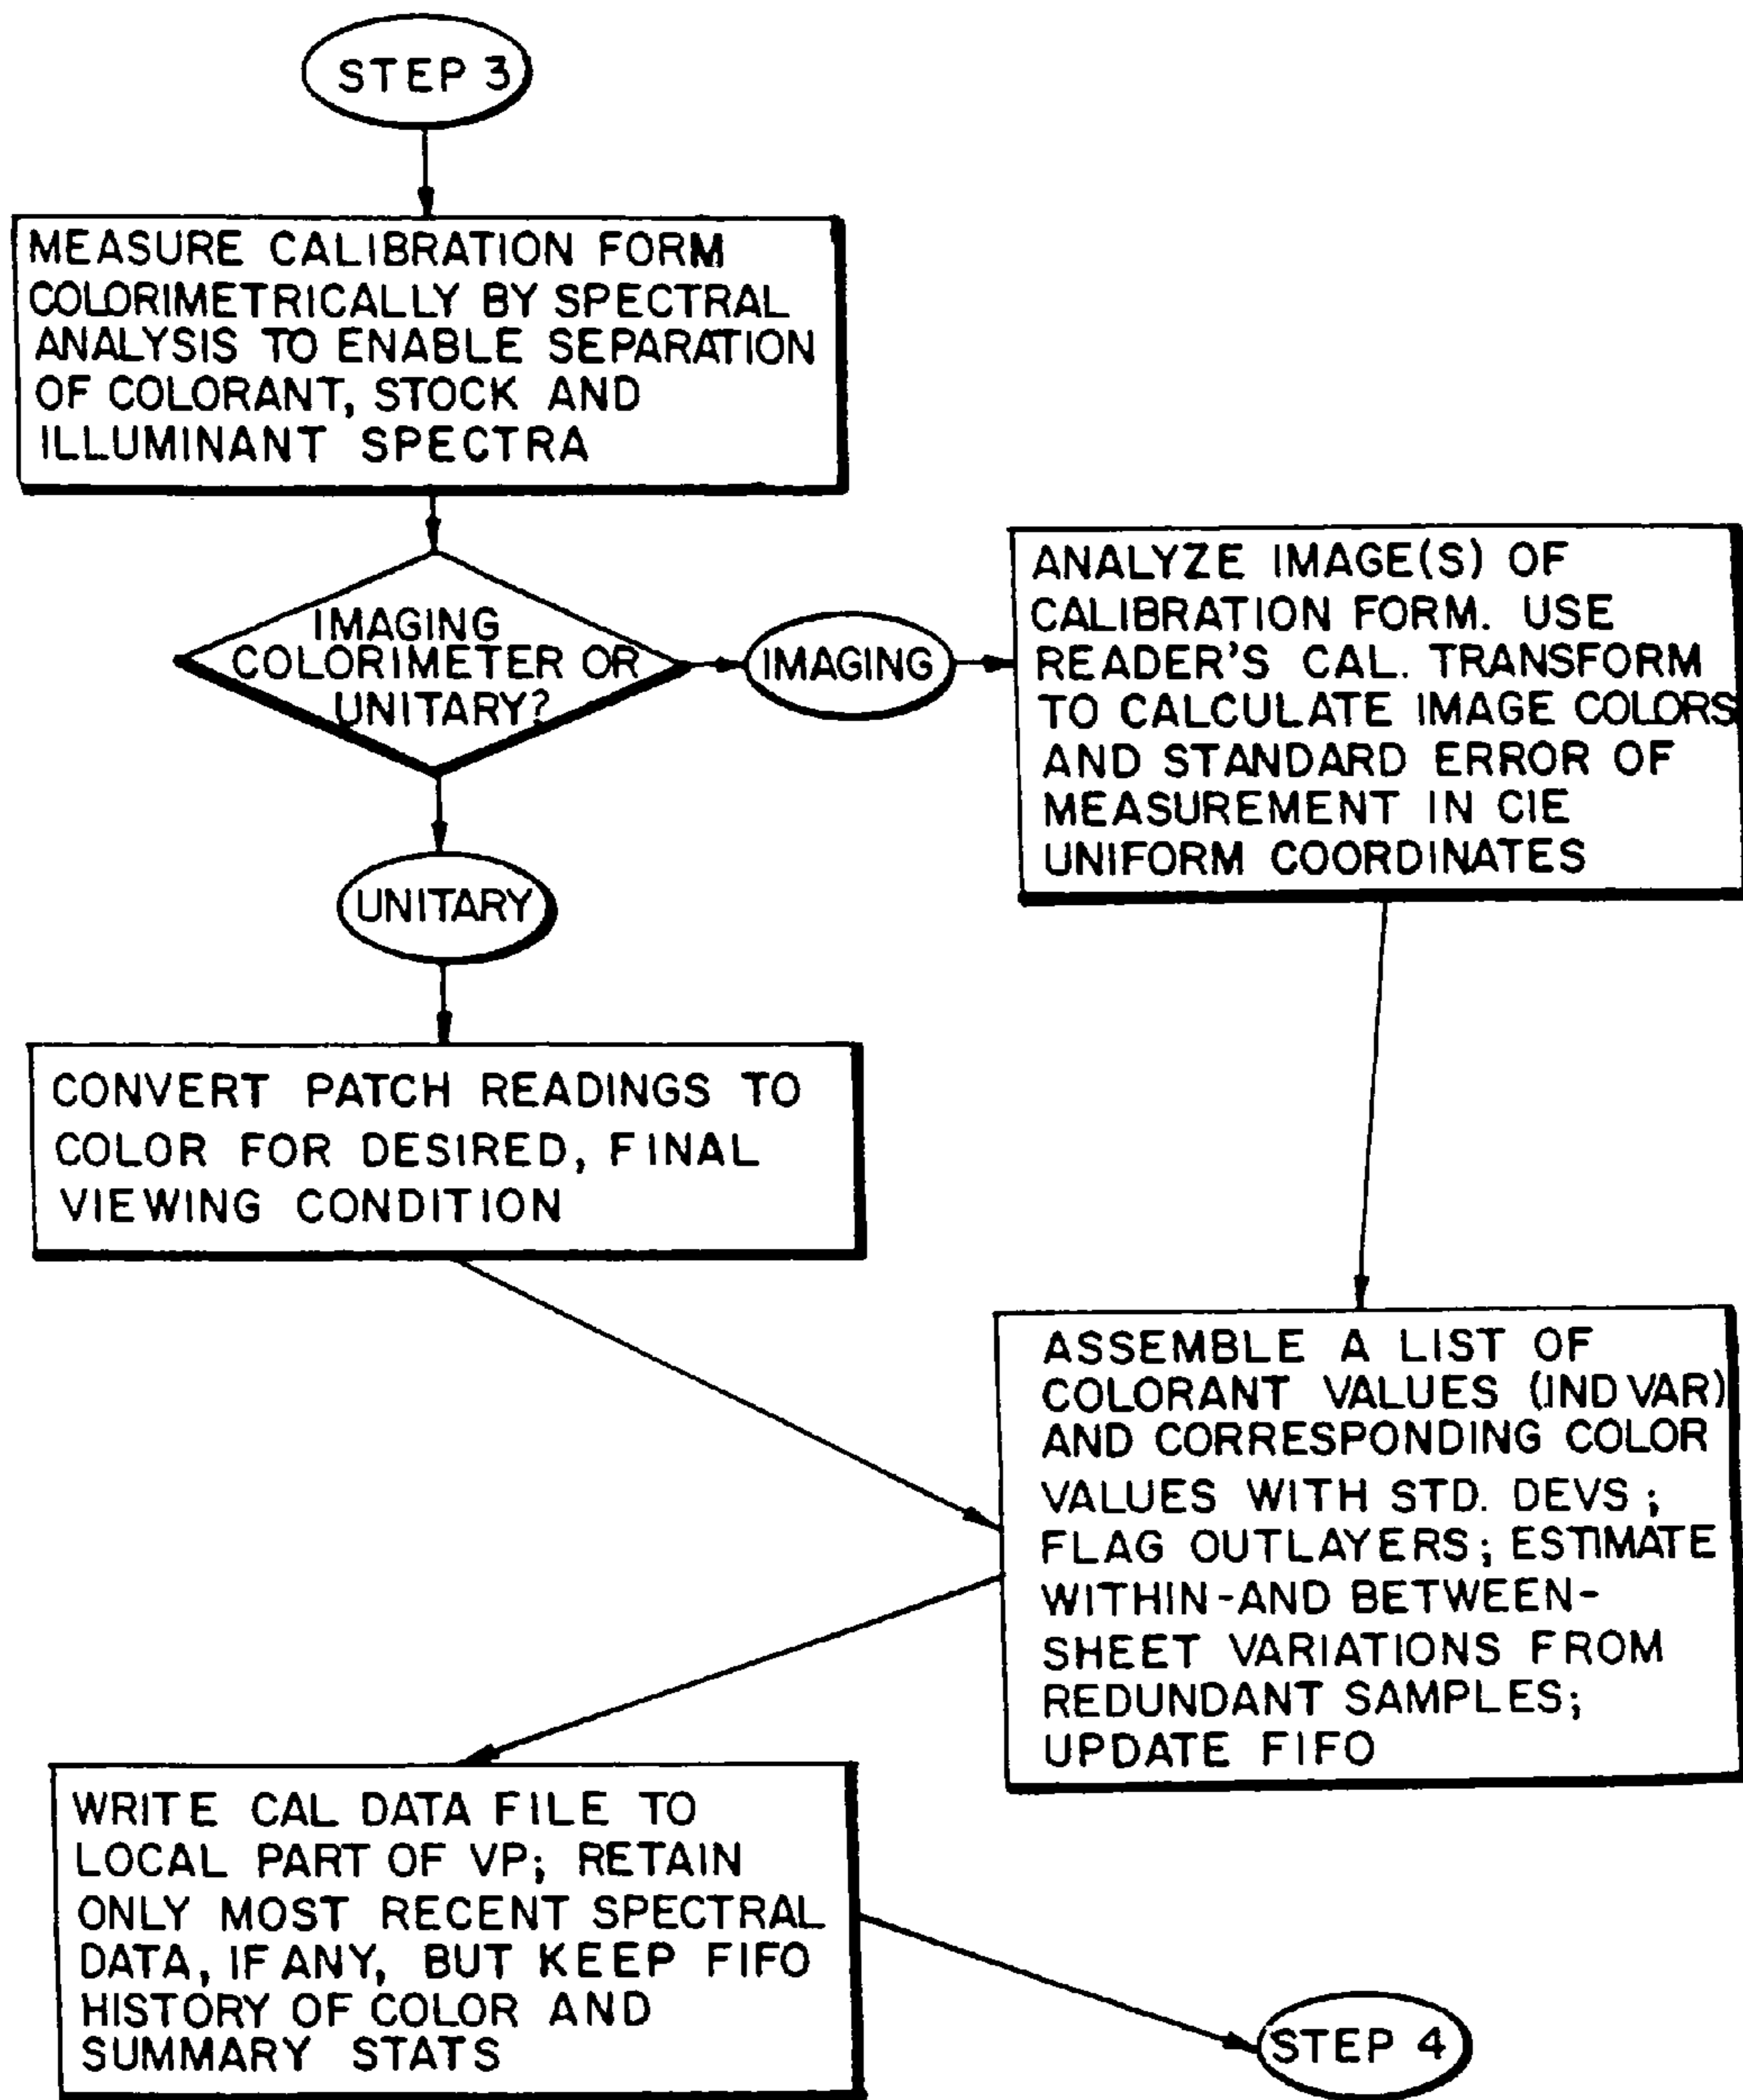 STEP 3
MEASURE CALIBRATION FORM
COLORIMETRICALLY BY SPECTRAL
ANALYSIS TO ENABLE SEPARATION
OF COLORANT, STOCK AND
ILLUMINANT SPECTRA
IMAGING
COLORIMETER OR
UNITARY?
IMAGING
ANALYZE IMAGE(S) OF
CALIBRATION FORM. USE
READER'S CAL. TRANSFORM
TO CALCULATE IMAGE COLORS
AND STANDARD ERROR OF
MEASUREMENT IN CIE
UNIFORM COORDINATES
UNITARY
CONVERT PATCH READINGS TO
COLOR FOR DESIRED, FINAL
VIEWING CONDITION
ASSEMBLE A LIST OF
COLORANT VALUES (IND VAR)
AND CORRESPONDING COLOR
VALUES WITH STD. DEVS;
FLAG OUTLAYERS; ESTIMATE
WITHIN-AND BETWEEN-
SHEET VARIATIONS FROM
REDUNDANT SAMPLES;
UPDATE FIFO
WRITE CAL DATA FILE TO
LOCAL PART OF VP; RETAIN
ONLY MOST RECENT SPECTRAL
DATA, IF ANY, BUT KEEP FIFO
HISTORY OF COLOR AND
SUMMARY STATS
STEP 4